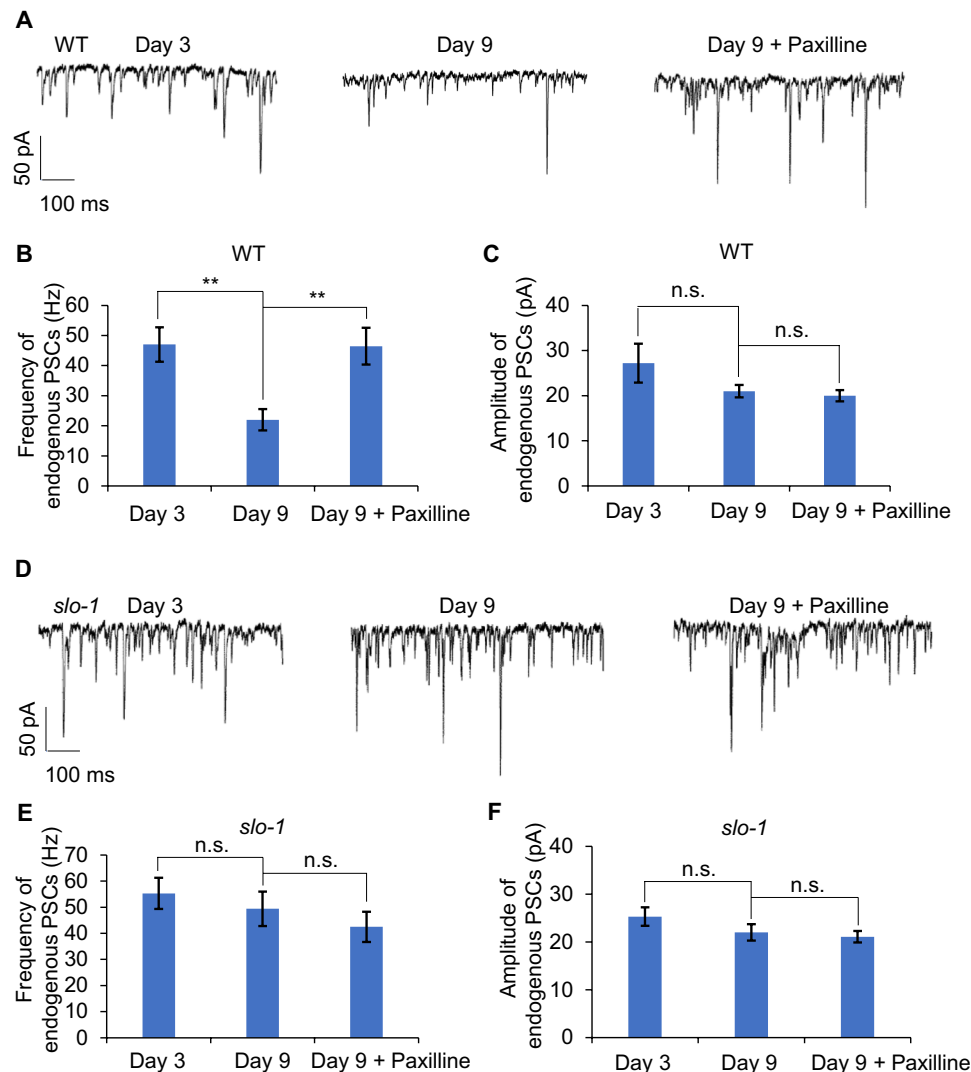 A
WT Day 3 Day 9 Day 9 + Paxilline
50 pA
100 ms
B
WT
Frequency of
endogenous PSCs (Hz)
** **
60
50
40
30
20
10
0
Day 3 Day 9 Day 9 + Paxilline
C
WT
Amplitude of
endogenous PSCs (pA)
n.s.
n.s.
40
30
20
10
0
Day 3 Day 9 Day 9 + Paxilline
D
slo-1 Day 3 Day 9 Day 9 + Paxilline
50 pA
100 ms
E
slo-1
Frequency of
endogenous PSCs (Hz)
n.s.
n.s.
70
60
50
40
30
20
10
0
Day 3 Day 9 Day 9 + Paxilline
F
slo-1
Amplitude of
endogenous PSCs (pA)
n.s.
n.s.
40
30
20
10
0
Day 3 Day 9 Day 9 + Paxilline